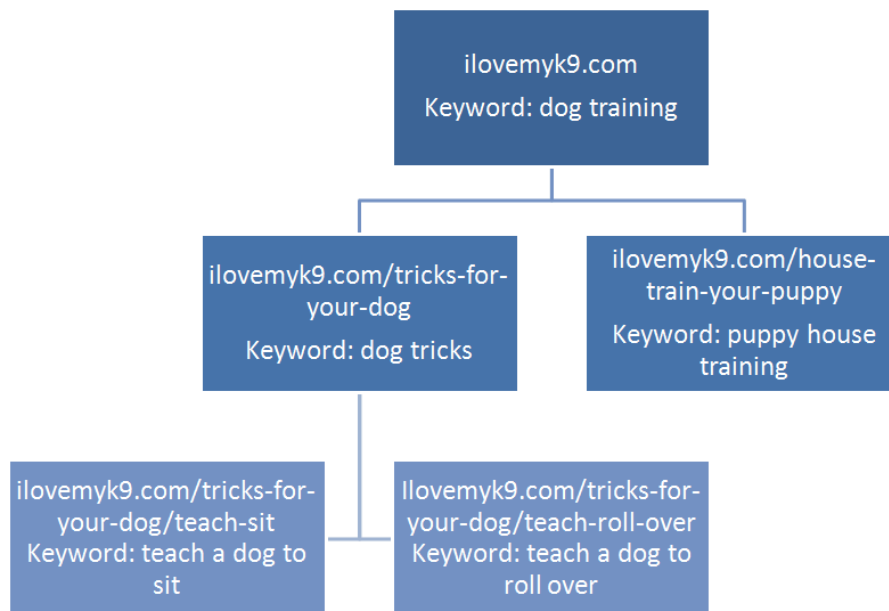 ilovemyk9.com
Keyword: dog training
ilovemyk9.com/tricks-for-
your-dog
Keyword: dog tricks
ilovemyk9.com/house-
train-your-puppy
Keyword: puppy house
training
ilovemyk9.com/tricks-for-
your-dog/teach-sit
Keyword: teach a dog to
sit
Ilovemyk9.com/tricks-for-
your-dog/teach-roll-over
Keyword: teach a dog to
roll over